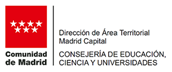 Dirección de Área Territorial
Madrid Capital
Comunidad
de Madrid
CONSEJERÍA DE EDUCACIÓN,
CIENCIA Y UNIVERSIDADES